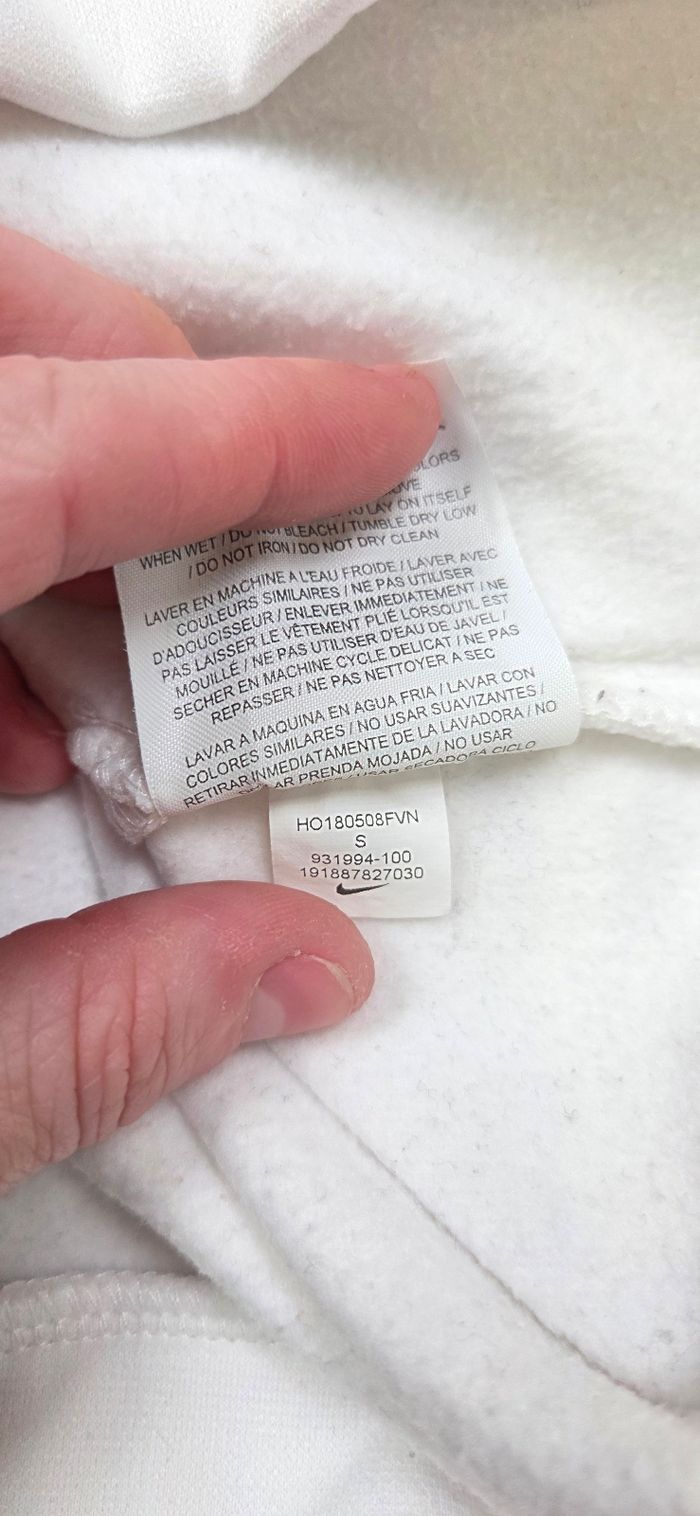 ITSELF
WHEN WET / DO NOT BLEACH / TUMBLE DRY LOW
/ DO NOT IRON / DO NOT DRY CLEAN
LAVER EN MACHINE A L'EAU FROIDE / LAVER AVEC
COULEURS SIMILAIRES / NE PAS UTILISER
D'ADOUCISSEUR / ENLEVER IMMEDIATEMENT / NE
PAS LAISSER LE VÊTEMENT PLIÉ LORSQU'IL EST
MOUILLÉ / NE PAS UTILISER D'EAU DE JAVEL /
SECHER EN MACHINE CYCLE DELICAT / NE PAS
REPASSER / NE PAS NETTOYER A SEC
LAVAR A MAQUINA EN AGUA FRIA / LAVAR CON
COLORES SIMILARES / NO USAR SUAVIZANTES /
RETIRAR INMEDIATAMENTE DE LA LAVADORA / NO
PRENDA MOJADA / NO USAR
SECADORA CICLO
HO180508FVN
S
931994-100
191887827030